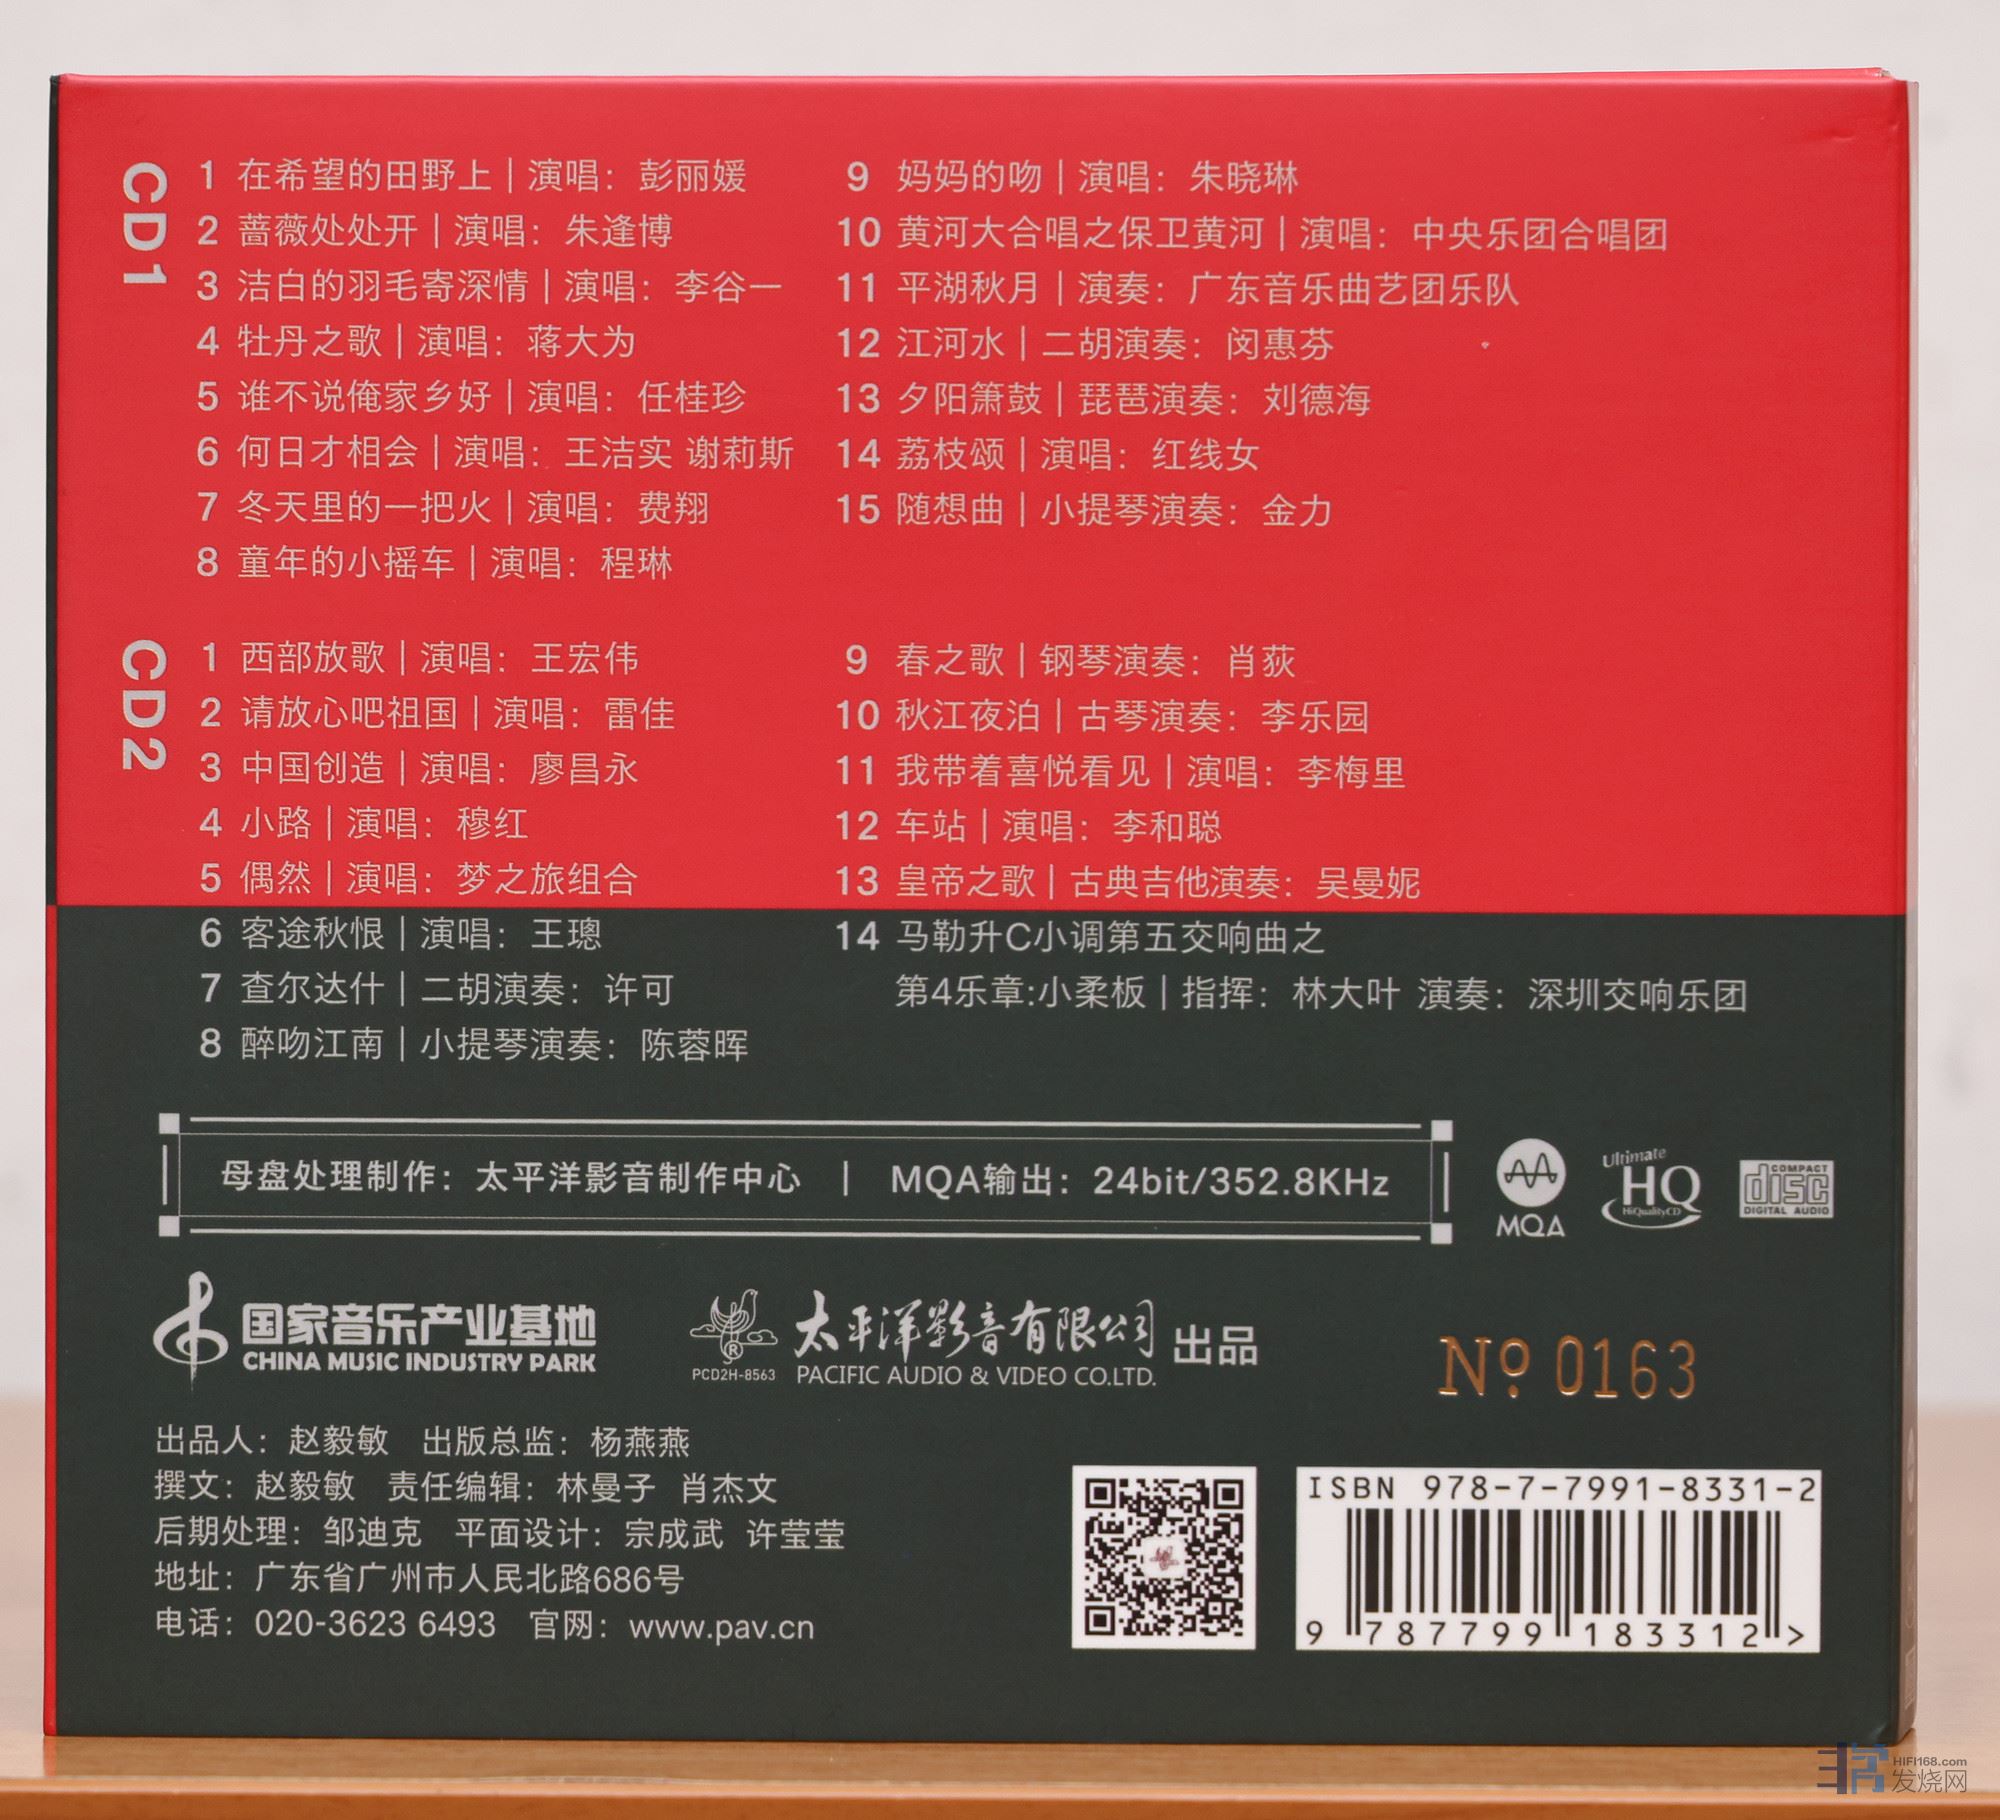 CD1
1 在希望的田野上 | 演唱：彭丽媛
2 蔷薇处处开 | 演唱：朱逢博
3 洁白的羽毛寄深情 | 演唱：李谷一
4 牡丹之歌 | 演唱：蒋大为
5 谁不说俺家乡好 | 演唱：任桂珍
6 何日才相会 | 演唱：王洁实 谢莉斯
7 冬天里的一把火 | 演唱：费翔
8 童年的小摇车 | 演唱：程琳
9 妈妈的吻 | 演唱：朱晓琳
10 黄河大合唱之保卫黄河 | 演唱：中央乐团合唱团
11 平湖秋月 | 演奏：广东音乐曲艺团乐队
12 江河水 | 二胡演奏：闵惠芬
13 夕阳箫鼓 | 琵琶演奏：刘德海
14 荔枝颂 | 演唱：红线女
15 随想曲 | 小提琴演奏：金力
CD2
1 西部放歌 | 演唱：王宏伟
2 请放心吧祖国 | 演唱：雷佳
3 中国创造 | 演唱：廖昌永
4 小路 | 演唱：穆红
5 偶然 | 演唱：梦之旅组合
6 客途秋恨 | 演唱：王璁
7 查尔达什 | 二胡演奏：许可
8 醉吻江南 | 小提琴演奏：陈蓉晖
9 春之歌 | 钢琴演奏：肖荻
10 秋江夜泊 | 古琴演奏：李乐园
11 我带着喜悦看见 | 演唱：李梅里
12 车站 | 演唱：李和聪
13 皇帝之歌 | 古典吉他演奏：吴曼妮
14 马勒升C小调第五交响曲之
第4乐章:小柔板 | 指挥：林大叶 演奏：深圳交响乐团
母盘处理制作：太平洋影音制作中心 | MQA输出：24bit/352.8KHz
MQA
Ultimate
HQ
HiQualityCD
COMPACT
disc
DIGITAL AUDIO
国家音乐产业基地
CHINA MUSIC INDUSTRY PARK
®
PCD2H-8563
太平洋影音有限公司 出品
PACIFIC AUDIO & VIDEO CO.LTD.
Nº 0163
出品人：赵毅敏 出版总监：杨燕燕
撰文：赵毅敏 责任编辑：林曼子 肖杰文
后期处理：邹迪克 平面设计：宗成武 许莹莹
地址：广东省广州市人民北路686号
电话：020-3623 6493 官网：www.pav.cn
ISBN 978-7-7991-8331-2
9 787799 183312 >
HIFI168.com
发烧网